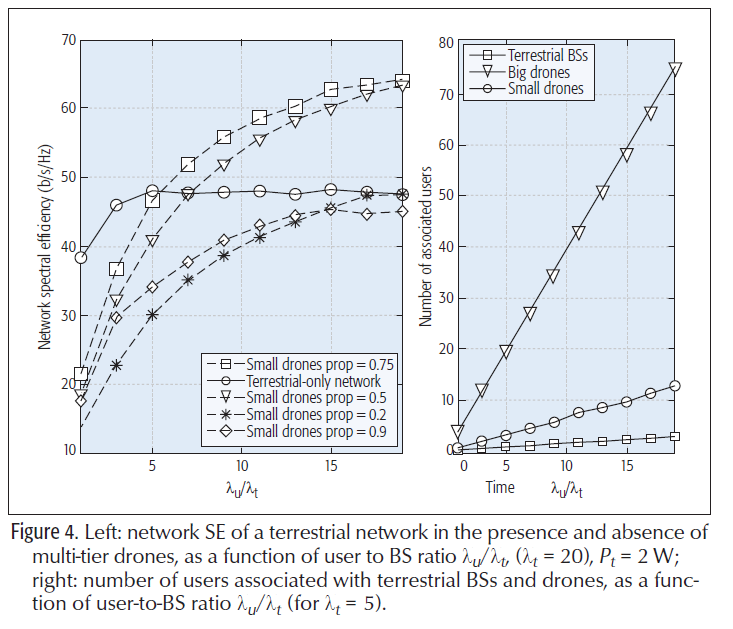 70
60
50
40
30
20
10
Network spectral efficiency (b/s/Hz)
Small drones prop = 0.75
Terrestrial-only network
Small drones prop = 0.5
Small drones prop = 0.2
Small drones prop = 0.9
5
10
15
λu/λt
80
70
60
50
40
30
20
10
0
Number of associated users
Terrestrial BSs
Big drones
Small drones
0
5
10
15
Time
λu/λt
Figure 4. Left: network SE of a terrestrial network in the presence and absence of
multi-tier drones, as a function of user to BS ratio λu/λt, (λt = 20), Pt = 2 W;
right: number of users associated with terrestrial BSs and drones, as a func-
tion of user-to-BS ratio λu/λt (for λt = 5).